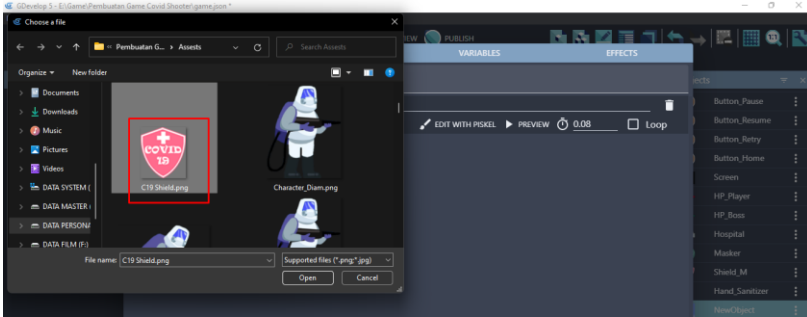 GDevelop 5 - E:\Game\Pembuatan Game Covid Shooter\game.json *
Choose a file
Pembuatan G... > Assests
Search Assests
Organize
New folder
Documents
Downloads
Music
Pictures
Videos
DATA SYSTEM (
DATA MASTER
DATA PERSONA
DATA FILM (F:)
COVID
19
C19 Shield.png
Character_Diam.png
File name:
C19 Shield.png
Supported files (*.png;*.jpg)
Open
Cancel
PUBLISH
VARIABLES
EFFECTS
EDIT WITH PISKEL
PREVIEW
0.08
Loop
Button_Pause
Button_Resume
Button_Retry
Button_Home
Screen
HP_Player
HP_Boss
Hospital
Masker
Shield_M
Hand_Sanitizer
NewObject